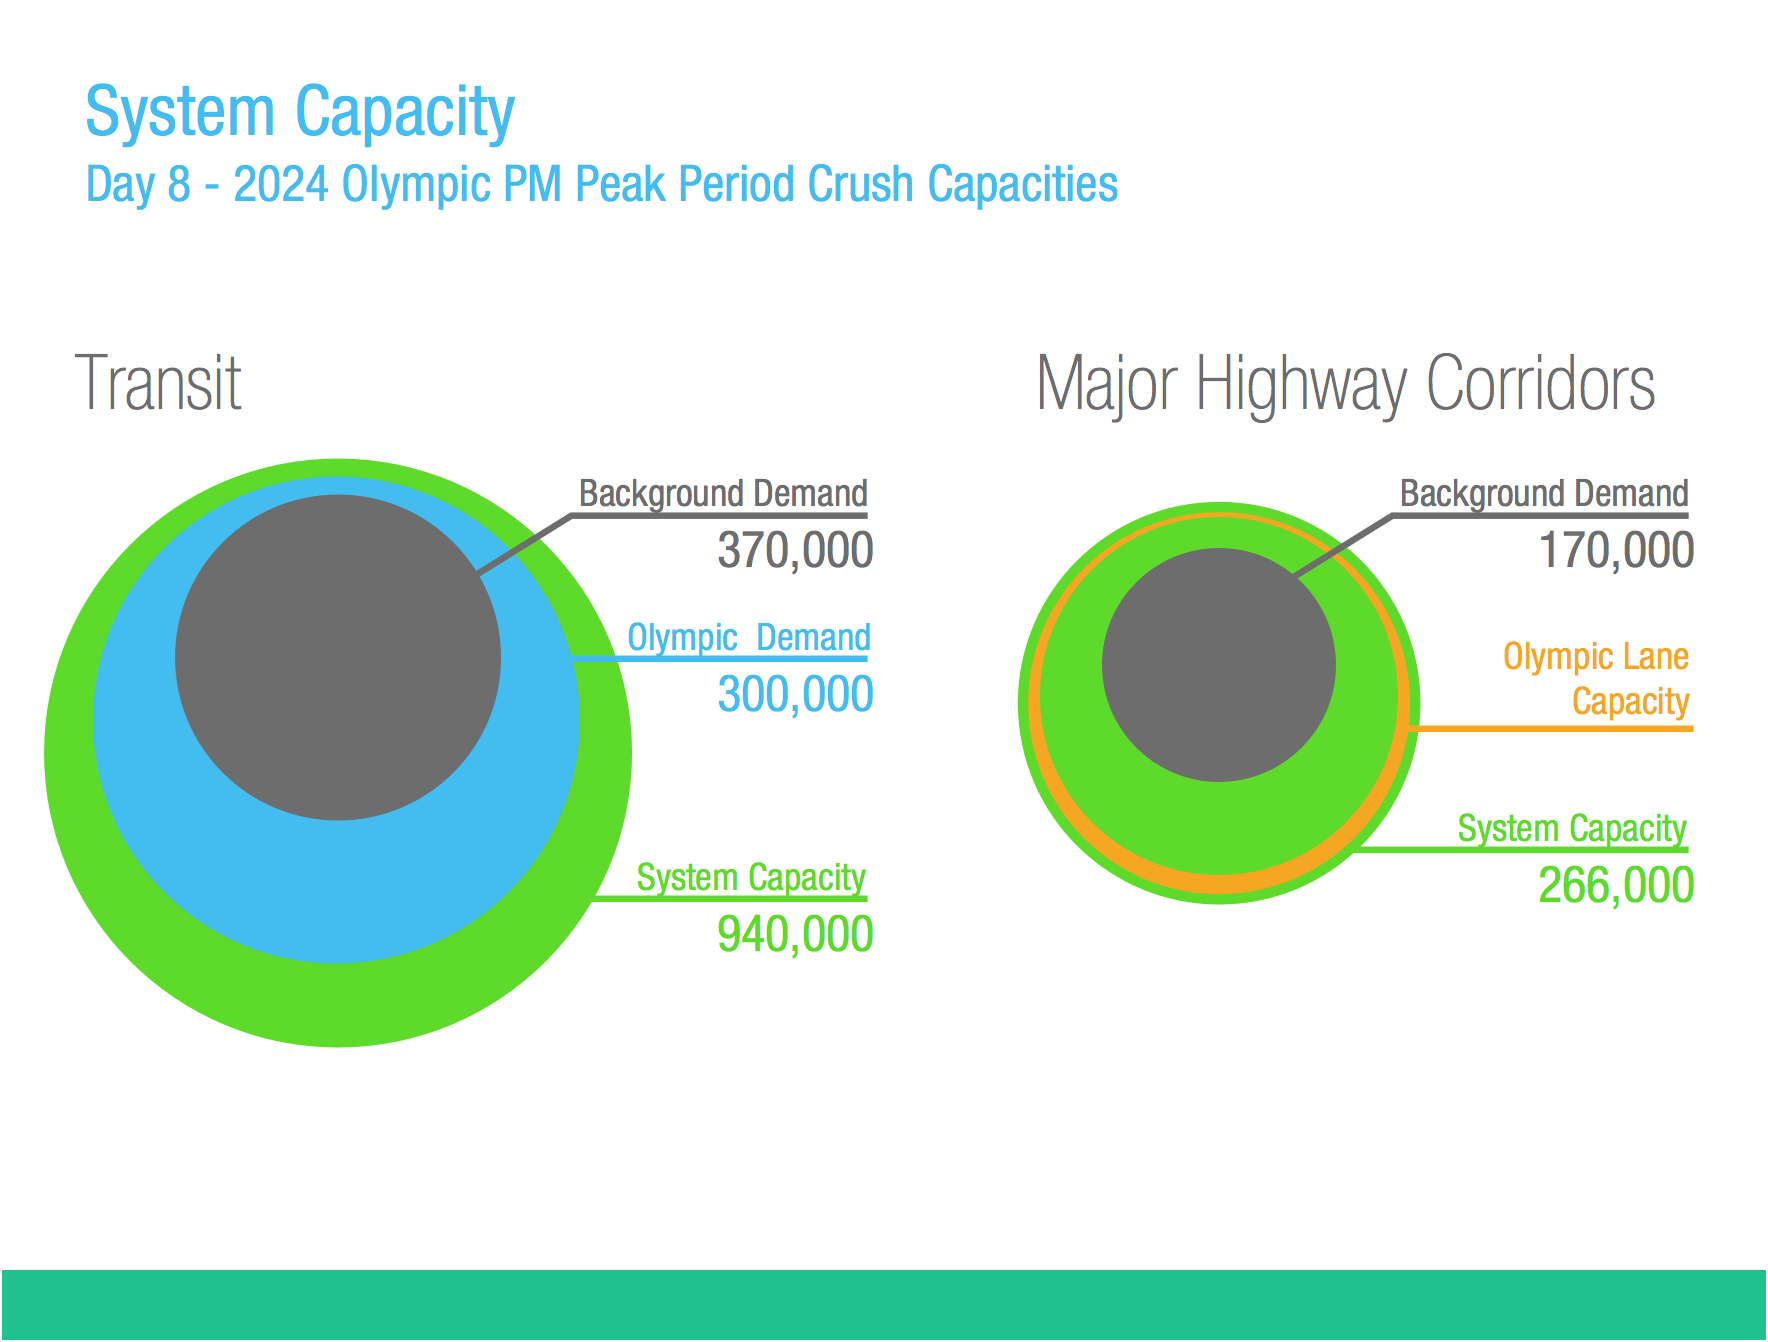 System Capacity
Day 8 - 2024 Olympic PM Peak Period Crush Capacities
Transit
Background Demand
370,000
Olympic Demand
300,000
System Capacity
940,000
Major Highway Corridors
Background Demand
170,000
Olympic Lane
Capacity
System Capacity
266,000